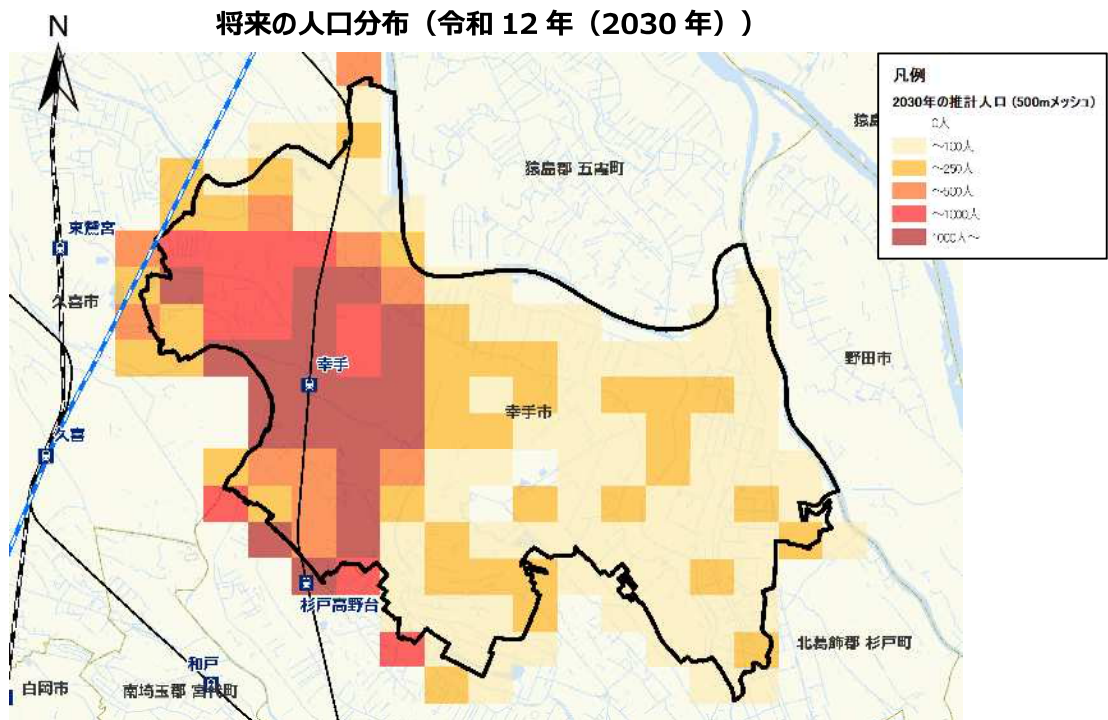 将来の人口分布（令和 12 年（2030 年））
N
凡例
2030年の推計人口 (500mメッシュ)
0人
～100人
～250人
～500人
～1000人
1000人～
猿島
猿島郡 五霞町
東鷲宮
久喜市
野田市
幸手
幸手市
久喜
杉戸高野台
北葛飾郡 杉戸町
和戸
白岡市
南埼玉郡 宮代町